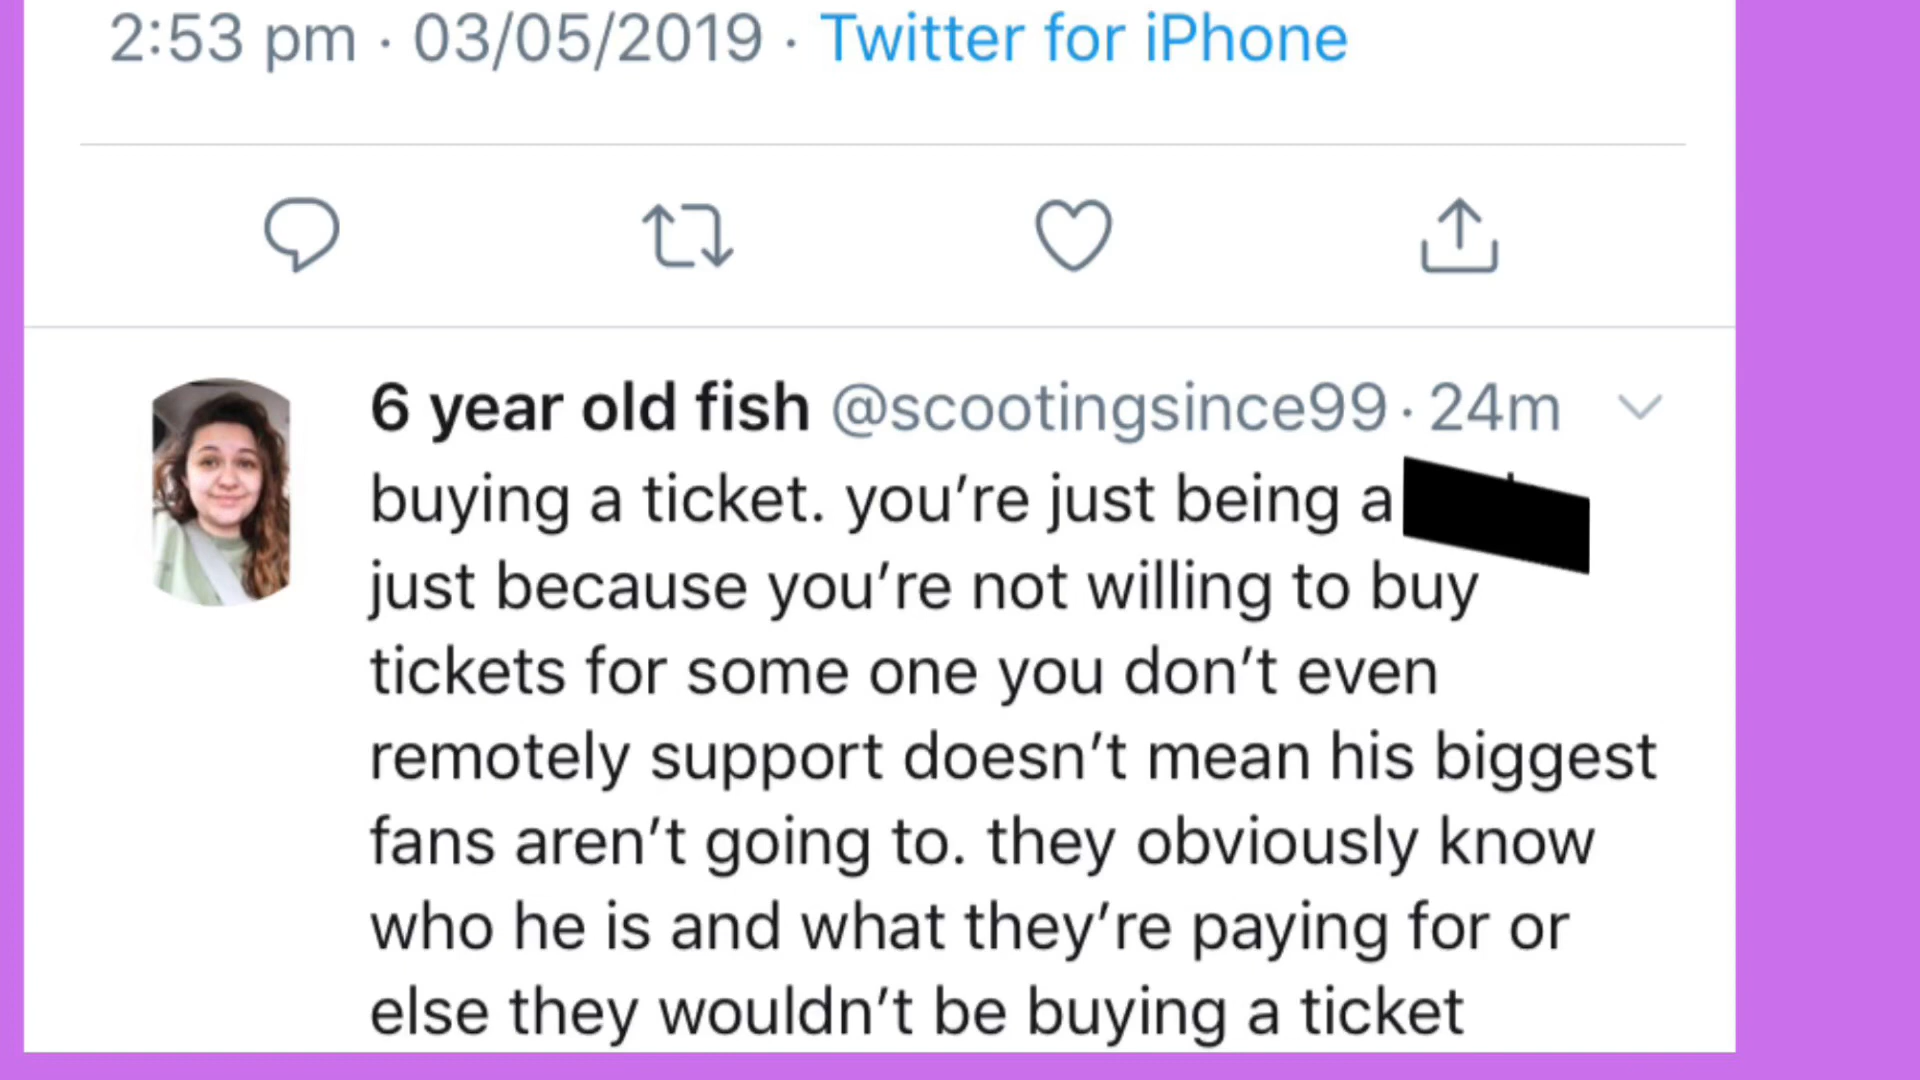 2:53 pm · 03/05/2019 · Twitter for iPhone
6 year old fish @scootingsince99 · 24m
buying a ticket. you’re just being a
just because you’re not willing to buy
tickets for some one you don’t even
remotely support doesn’t mean his biggest
fans aren’t going to. they obviously know
who he is and what they’re paying for or
else they wouldn’t be buying a ticket